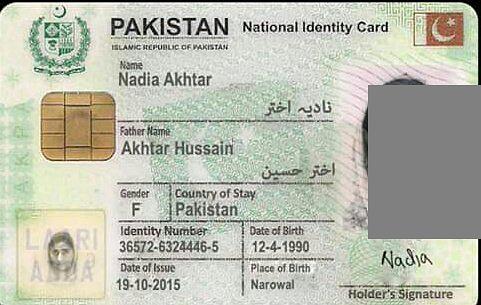 PAKISTAN National Identity Card
ISLAMIC REPUBLIC OF PAKISTAN
Name
Nadia Akhtar
نادیہ اختر
Father Name
Akhtar Hussain
اختر حسین
Gender Country of Stay
F Pakistan
Identity Number Date of Birth
36572-6324446-5 12-4-1990
Date of Issue Place of Birth
19-10-2015 Narowal
Nadia
Holder's Signature